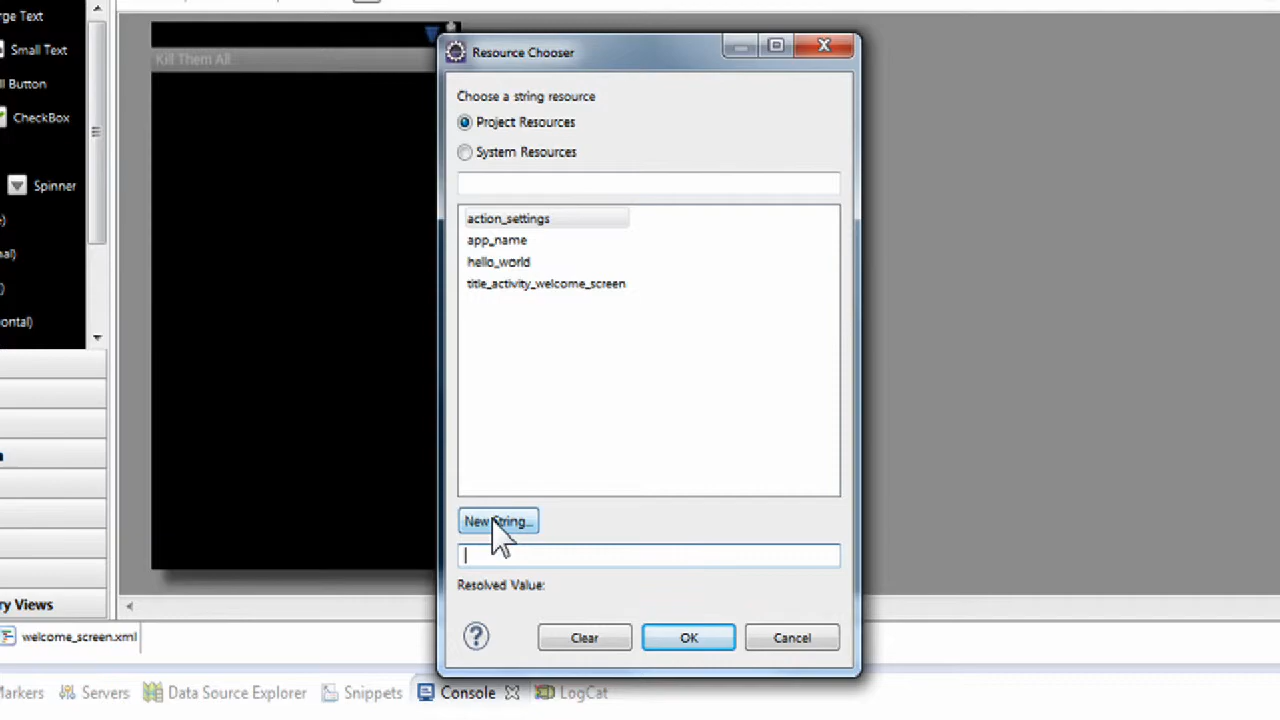 rge Text
Small Text
ll Button
CheckBox
Spinner
e)
nal)
)
ontal)
ry Views
welcome_screen.xml
Kill Them All
Resource Chooser
Choose a string resource
Project Resources
System Resources
action_settings
app_name
hello_world
title_activity_welcome_screen
New String...
Resolved Value:
Clear
OK
Cancel
Markers
Servers
Data Source Explorer
Snippets
Console
LogCat